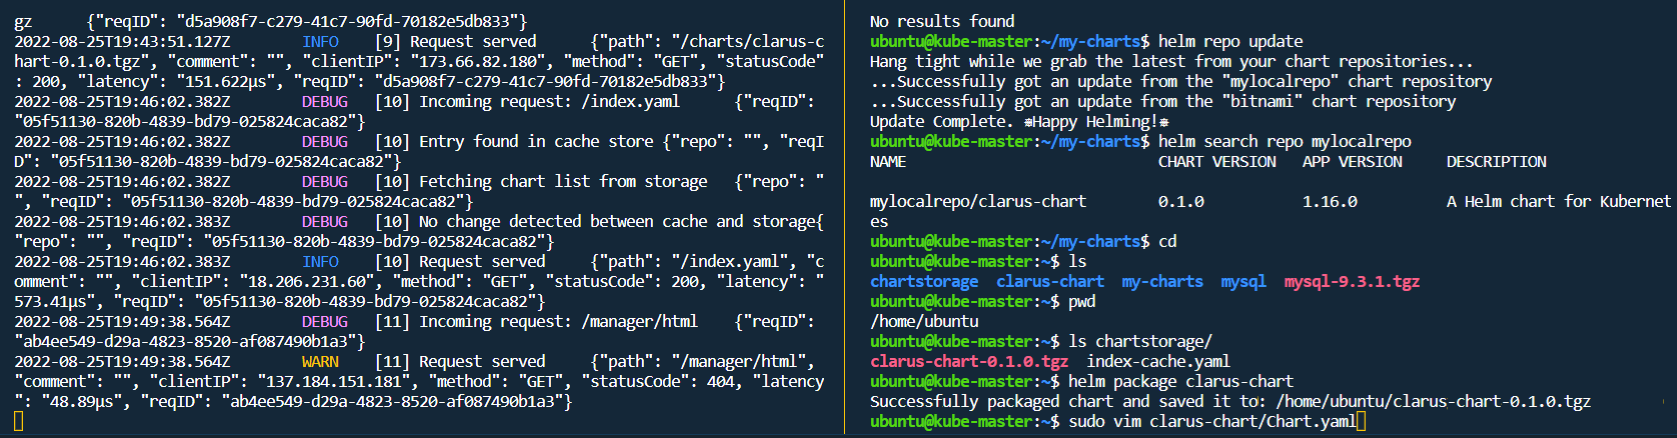 gz      {"reqID": "d5a908f7-c279-41c7-90fd-70182e5db833"}
2022-08-25T19:43:51.127Z        INFO    [9] Request served      {"path": "/charts/clarus-c
hart-0.1.0.tgz", "comment": "", "clientIP": "173.66.82.180", "method": "GET", "statusCode"
: 200, "latency": "151.622µs", "reqID": "d5a908f7-c279-41c7-90fd-70182e5db833"}
2022-08-25T19:46:02.382Z        DEBUG   [10] Incoming request: /index.yaml      {"reqID":
"05f51130-820b-4839-bd79-025824caca82"}
2022-08-25T19:46:02.382Z        DEBUG   [10] Entry found in cache store {"repo": "", "reqI
D": "05f51130-820b-4839-bd79-025824caca82"}
2022-08-25T19:46:02.382Z        DEBUG   [10] Fetching chart list from storage   {"repo": "
", "reqID": "05f51130-820b-4839-bd79-025824caca82"}
2022-08-25T19:46:02.383Z        DEBUG   [10] No change detected between cache and storage{
"repo": "", "reqID": "05f51130-820b-4839-bd79-025824caca82"}
2022-08-25T19:46:02.383Z        INFO    [10] Request served     {"path": "/index.yaml", "c
omment": "", "clientIP": "18.206.231.60", "method": "GET", "statusCode": 200, "latency": "
573.41µs", "reqID": "05f51130-820b-4839-bd79-025824caca82"}
2022-08-25T19:49:38.564Z        DEBUG   [11] Incoming request: /manager/html    {"reqID":
"ab4ee549-d29a-4823-8520-af087490b1a3"}
2022-08-25T19:49:38.564Z        WARN    [11] Request served     {"path": "/manager/html",
"comment": "", "clientIP": "137.184.151.181", "method": "GET", "statusCode": 404, "latency
": "48.89µs", "reqID": "ab4ee549-d29a-4823-8520-af087490b1a3"}
No results found
ubuntu@kube-master:~/my-charts$ helm repo update
Hang tight while we grab the latest from your chart repositories...
...Successfully got an update from the "mylocalrepo" chart repository
...Successfully got an update from the "bitnami" chart repository
Update Complete. ⎈Happy Helming!⎈
ubuntu@kube-master:~/my-charts$ helm search repo mylocalrepo
NAME                            CHART VERSION   APP VERSION     DESCRIPTION
mylocalrepo/clarus-chart        0.1.0           1.16.0          A Helm chart for Kubernet
es
ubuntu@kube-master:~/my-charts$ cd
ubuntu@kube-master:~$ ls
chartstorage  clarus-chart  my-charts  mysql  mysql-9.3.1.tgz
ubuntu@kube-master:~$ pwd
/home/ubuntu
ubuntu@kube-master:~$ ls chartstorage/
clarus-chart-0.1.0.tgz  index-cache.yaml
ubuntu@kube-master:~$ helm package clarus-chart
Successfully packaged chart and saved it to: /home/ubuntu/clarus-chart-0.1.0.tgz
ubuntu@kube-master:~$ sudo vim clarus-chart/Chart.yaml